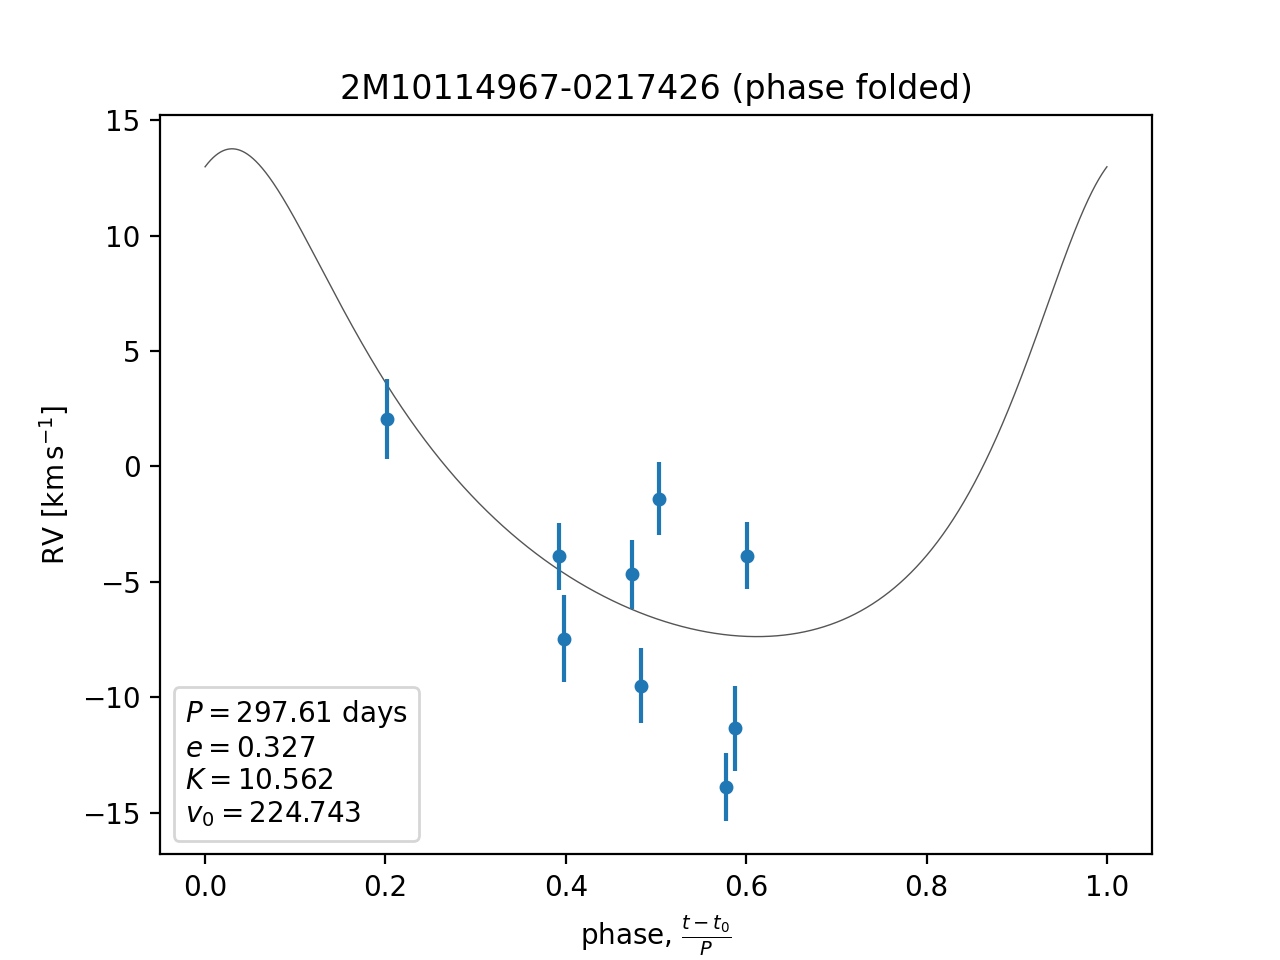 2M10114967-0217426 (phase folded)
15
10
5
0
−5
−10
−15
RV [km s⁻¹]
P = 297.61 days
e = 0.327
K = 10.562
v₀ = 224.743
0.0 0.2 0.4 0.6 0.8 1.0
phase, (t − t₀)/P